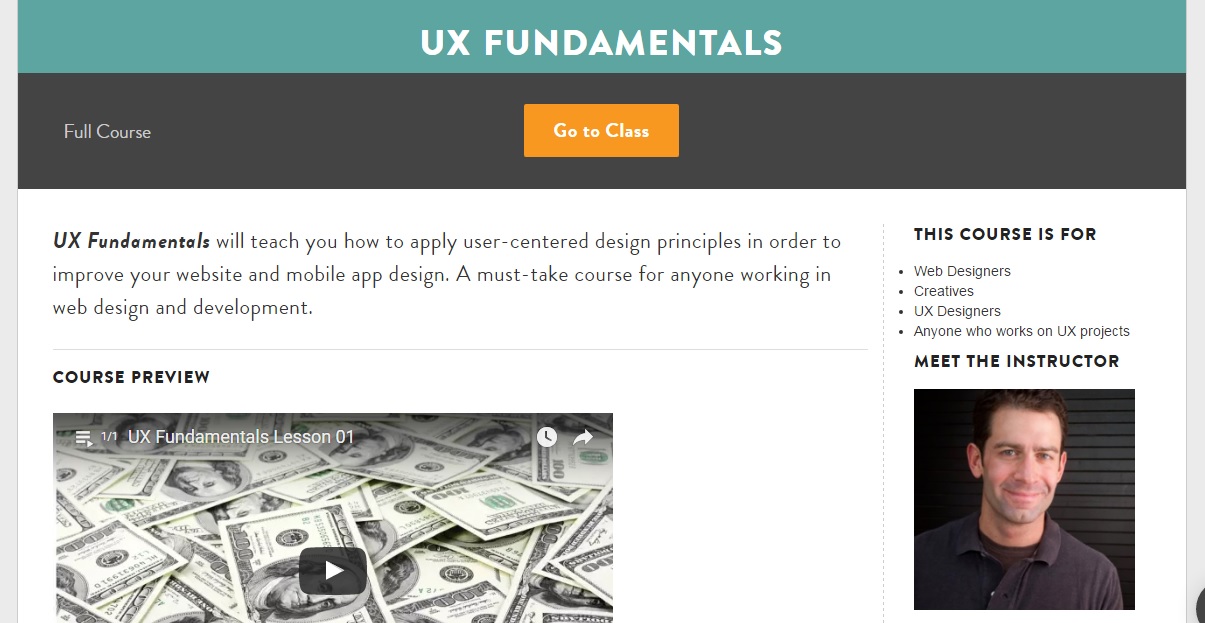 UX FUNDAMENTALS
Full Course
Go to Class
UX Fundamentals will teach you how to apply user-centered design principles in order to
improve your website and mobile app design. A must-take course for anyone working in
web design and development.
COURSE PREVIEW
1/1 UX Fundamentals Lesson 01
THIS COURSE IS FOR
Web Designers
Creatives
UX Designers
Anyone who works on UX projects
MEET THE INSTRUCTOR